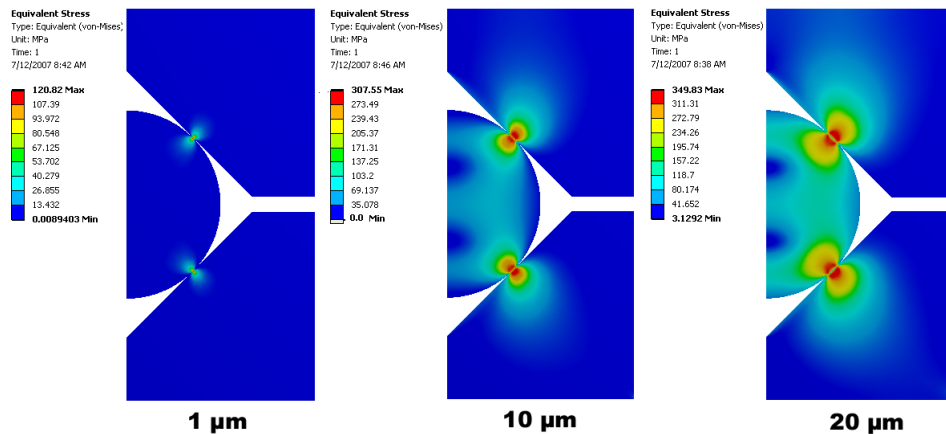 Equivalent Stress
Type: Equivalent (von-Mises)
Unit: MPa
Time: 1
7/12/2007 8:42 AM
120.82 Max
107.39
93.972
80.548
67.125
53.702
40.279
26.855
13.432
0.0089403 Min
1 µm
Equivalent Stress
Type: Equivalent (von-Mises)
Unit: MPa
Time: 1
7/12/2007 8:46 AM
307.55 Max
273.49
239.43
205.37
171.31
137.25
103.2
69.137
35.078
0.0 Min
10 µm
Equivalent Stress
Type: Equivalent (von-Mises)
Unit: MPa
Time: 1
7/12/2007 8:38 AM
349.83 Max
311.31
272.79
234.26
195.74
157.22
118.7
80.174
41.652
3.1292 Min
20 µm